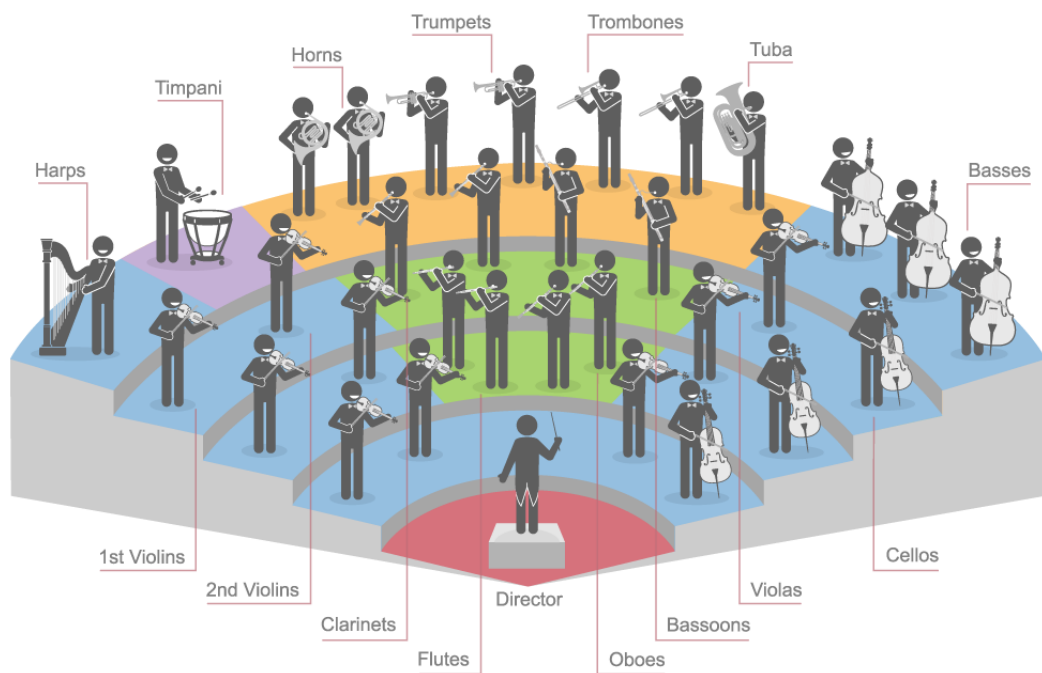 Trumpets
Trombones
Horns
Tuba
Timpani
Harps
Basses
1st Violins
Cellos
2nd Violins
Director
Violas
Clarinets
Bassoons
Flutes
Oboes